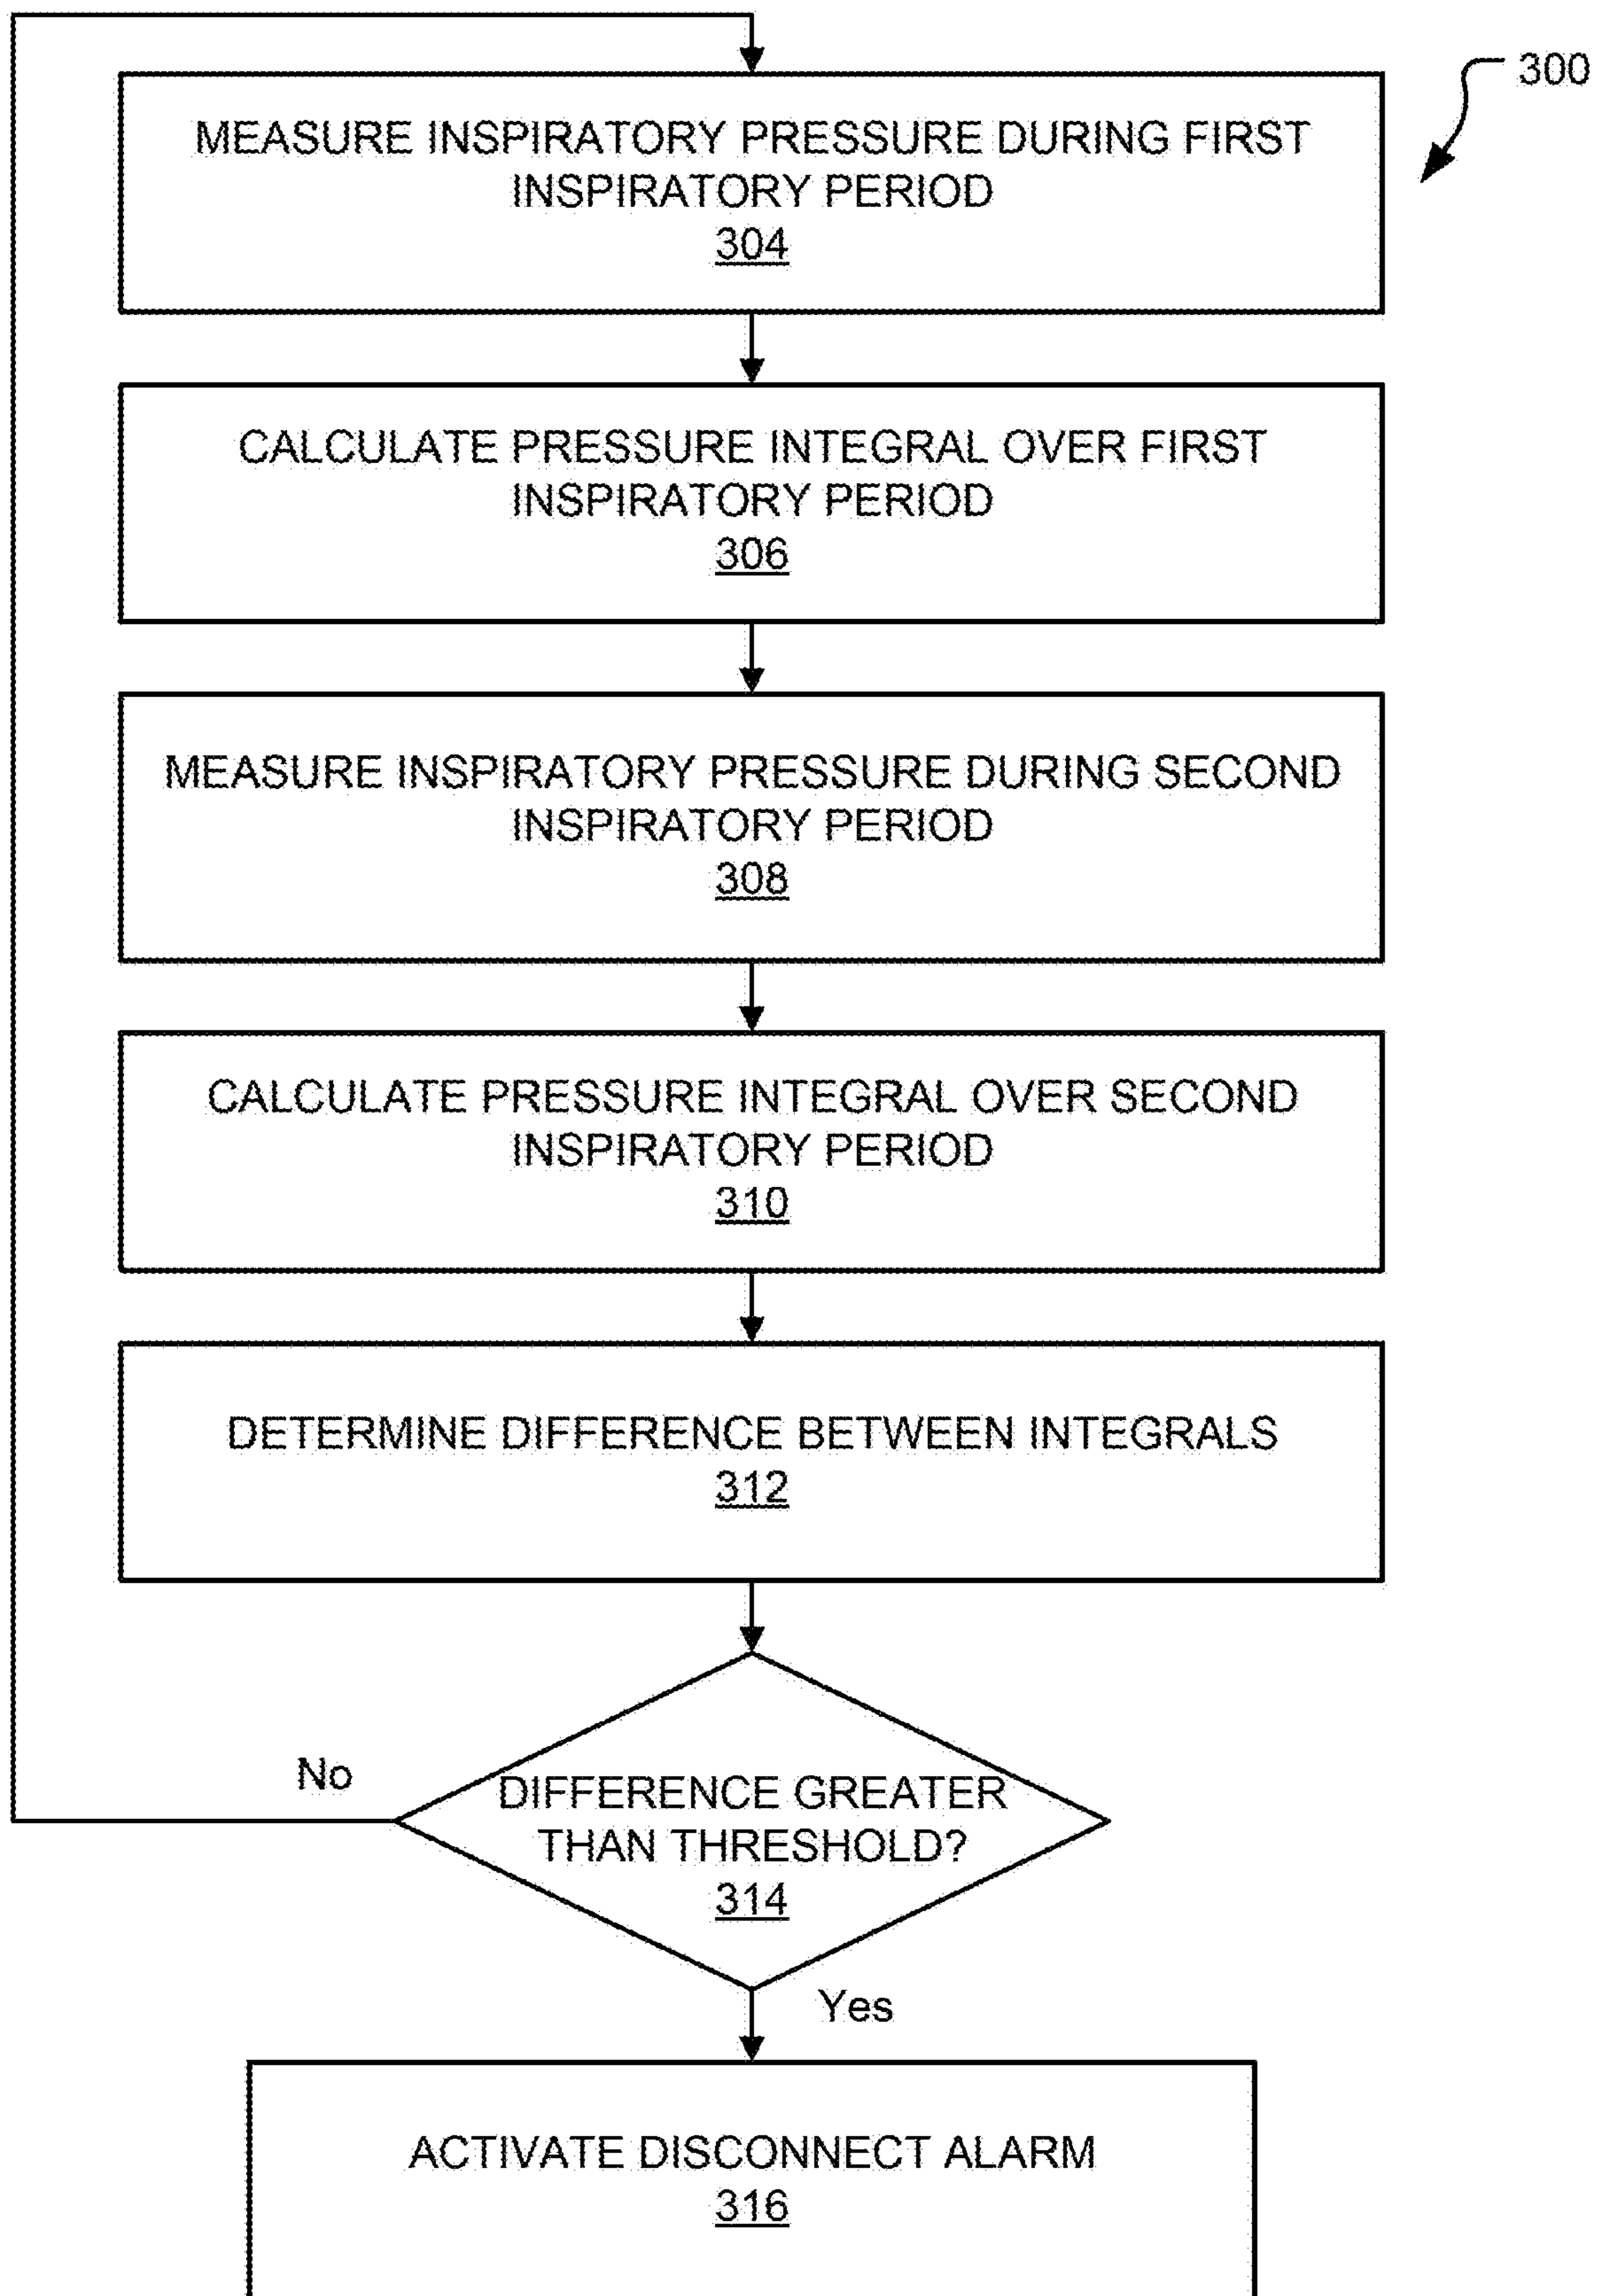 300
MEASURE INSPIRATORY PRESSURE DURING FIRST
INSPIRATORY PERIOD
304
CALCULATE PRESSURE INTEGRAL OVER FIRST
INSPIRATORY PERIOD
306
MEASURE INSPIRATORY PRESSURE DURING SECOND
INSPIRATORY PERIOD
308
CALCULATE PRESSURE INTEGRAL OVER SECOND
INSPIRATORY PERIOD
310
DETERMINE DIFFERENCE BETWEEN INTEGRALS
312
No
DIFFERENCE GREATER
THAN THRESHOLD?
314
Yes
ACTIVATE DISCONNECT ALARM
316